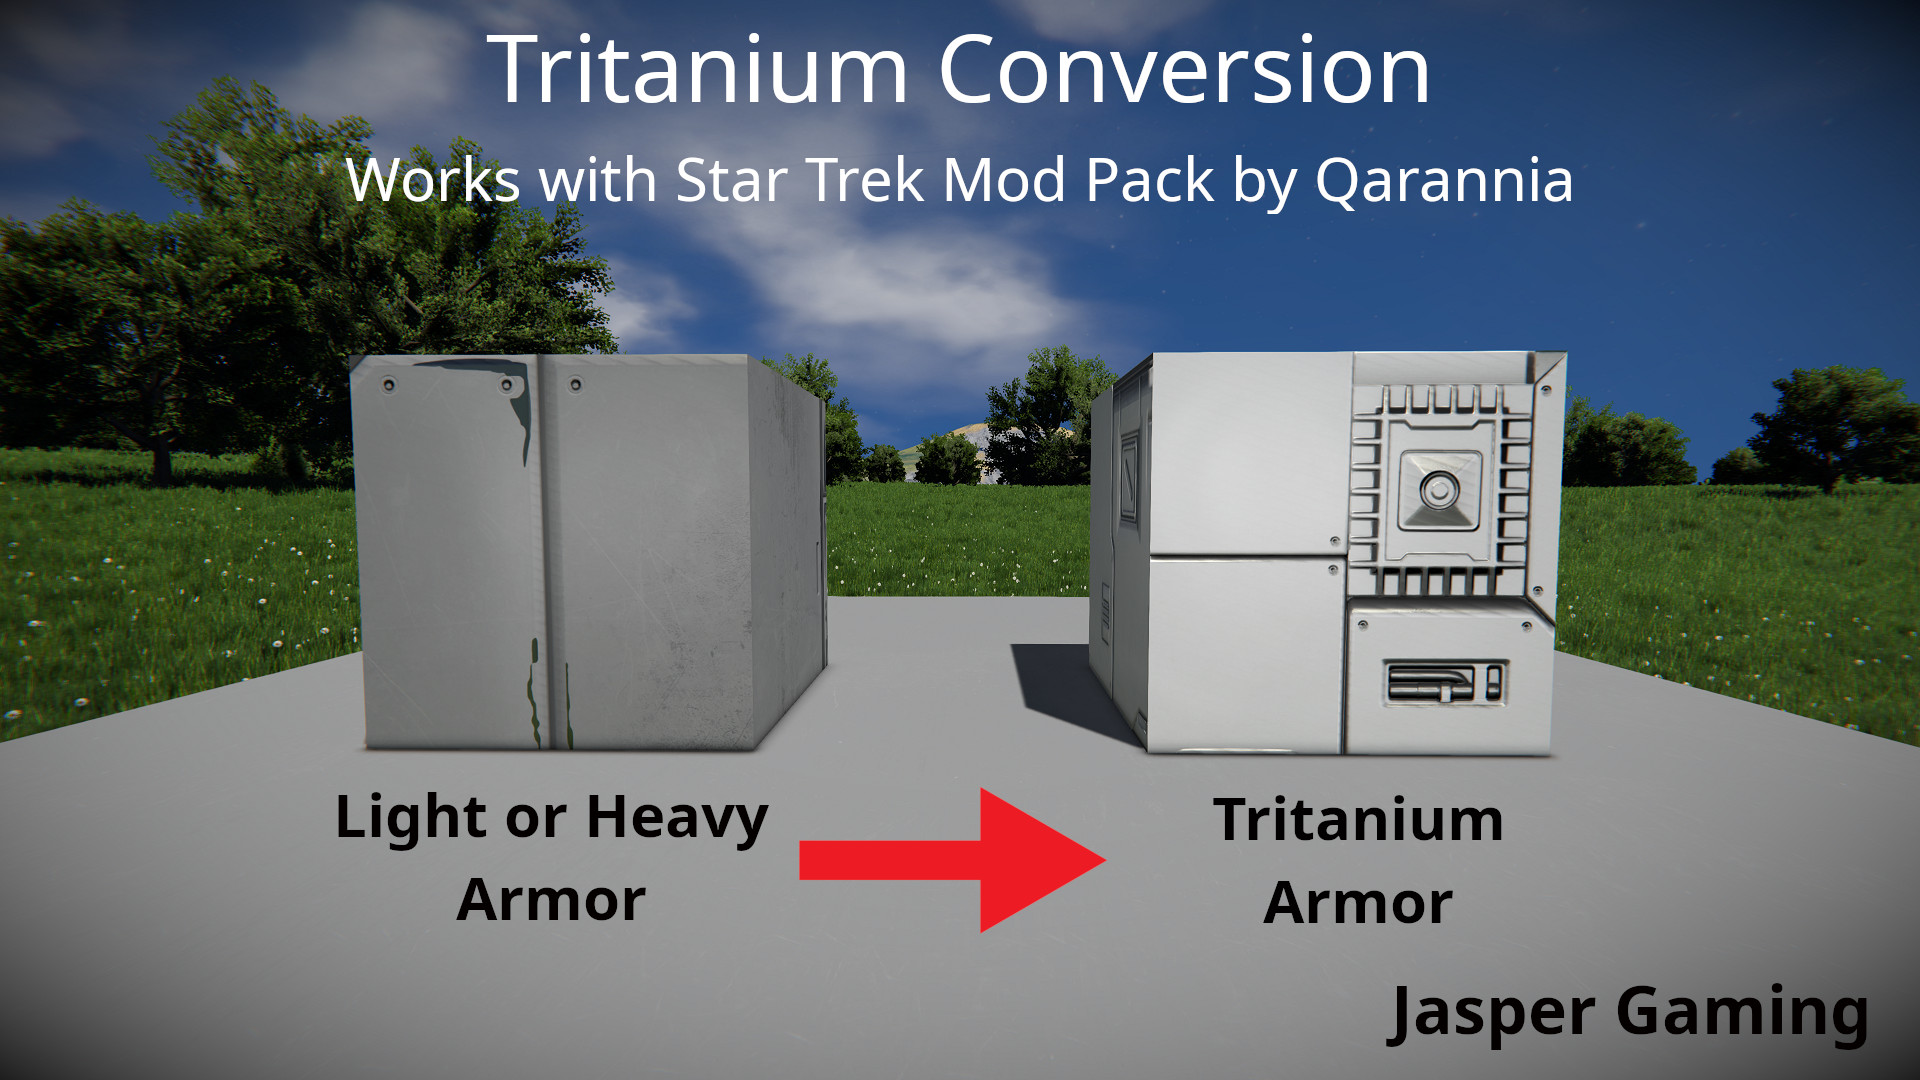 Tritanium Conversion
Works with Star Trek Mod Pack by Qarannia
Light or Heavy
Armor
Tritanium
Armor
Jasper Gaming